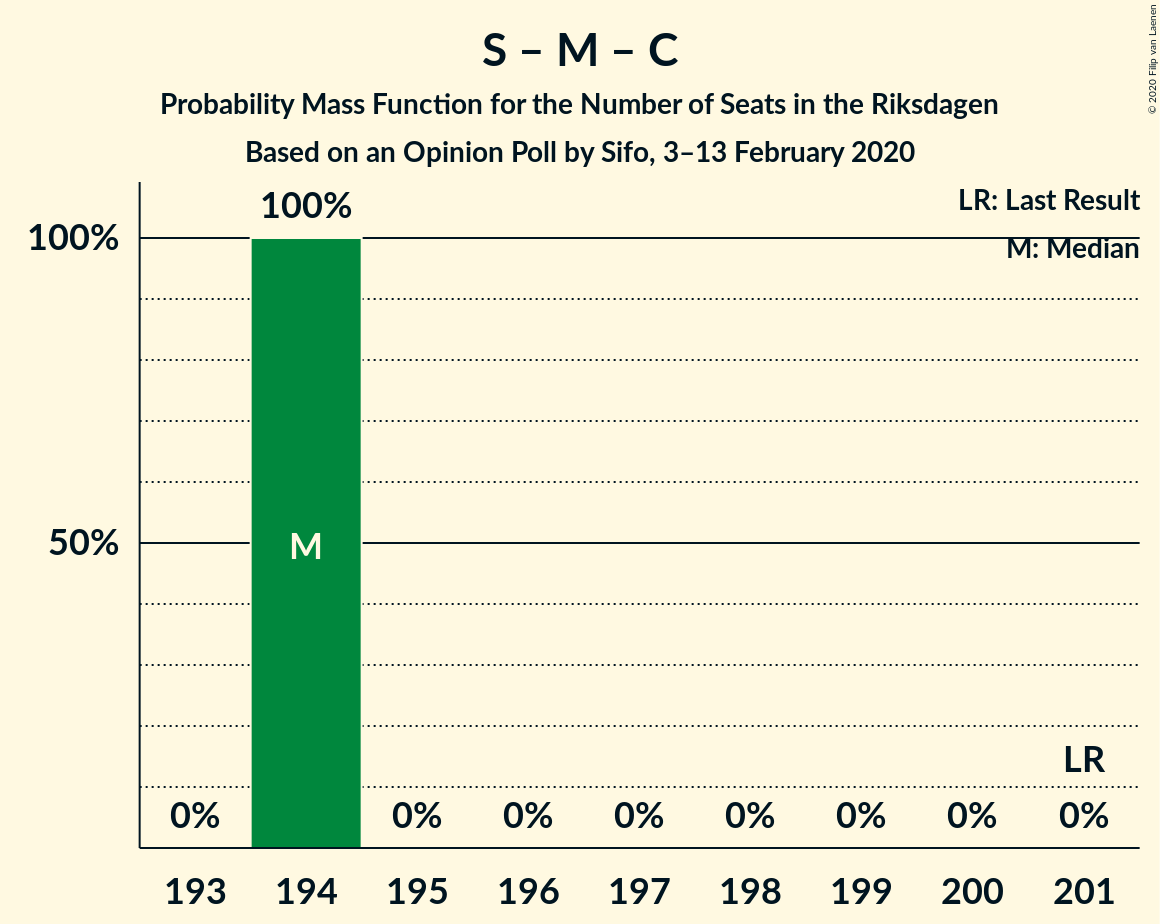 S – M – C
Probability Mass Function for the Number of Seats in the Riksdagen
Based on an Opinion Poll by Sifo, 3–13 February 2020
© 2020 Filip van Laenen
LR: Last Result
M: Median
100%
100%
50%
M
LR
0%
0%
0%
0%
0%
0%
0%
0%
193
194
195
196
197
198
199
200
201